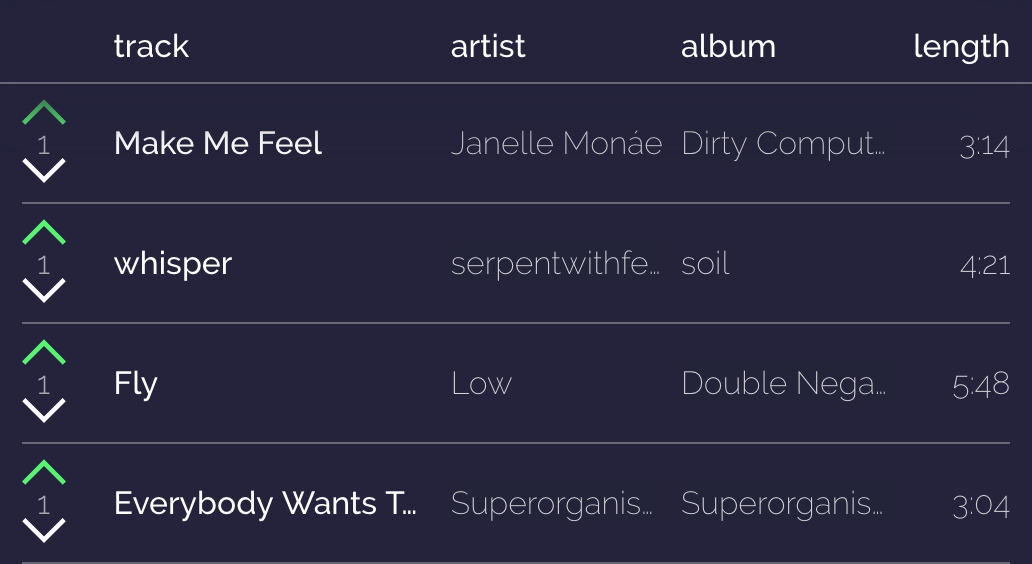 track artist album length
1 Make Me Feel Janelle Monáe Dirty Comput... 3:14
1 whisper serpentwithfe... soil 4:21
1 Fly Low Double Nega... 5:48
1 Everybody Wants T... Superorganis... Superorganis... 3:04